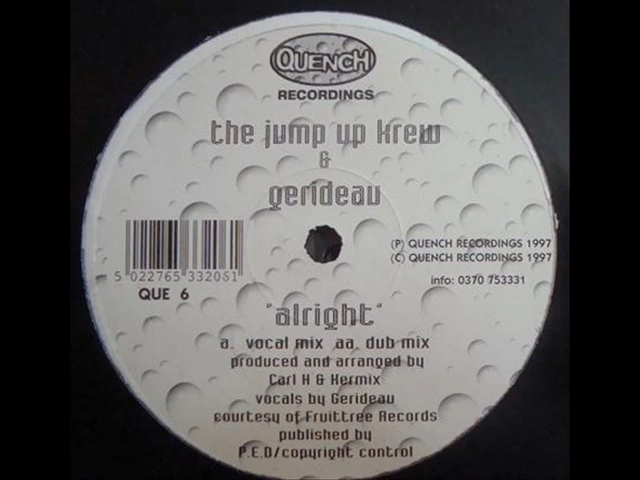 QUENCH
RECORDINGS
the jump up krew
&
gerideau
(P) QUENCH RECORDINGS 1997
(C) QUENCH RECORDINGS 1997
info: 0370 753331
5 022765 332061
QUE 6
"alright"
a. vocal mix aa. dub mix
produced and arranged by
Carl H & Hermix
vocals by Gerideau
courtesy of Fruittree Records
published by
P.E.D/copyright control